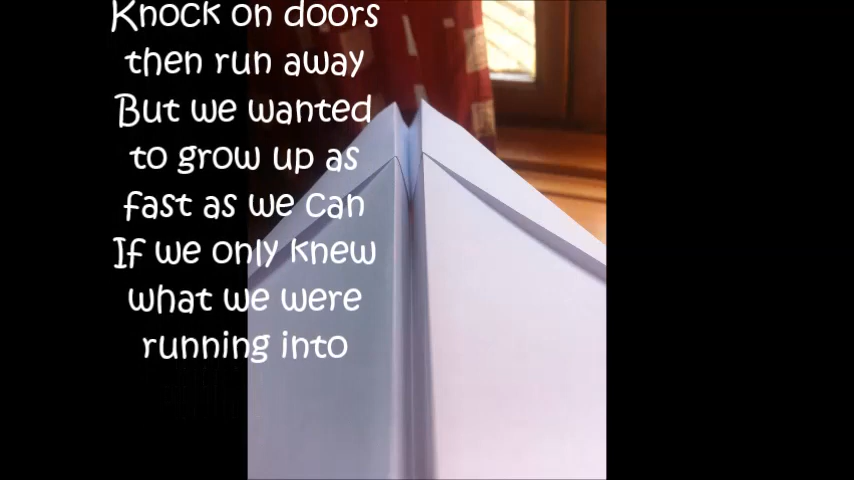 Knock on doors
then run away
But we wanted
to grow up as
fast as we can
If we only knew
what we were
running into